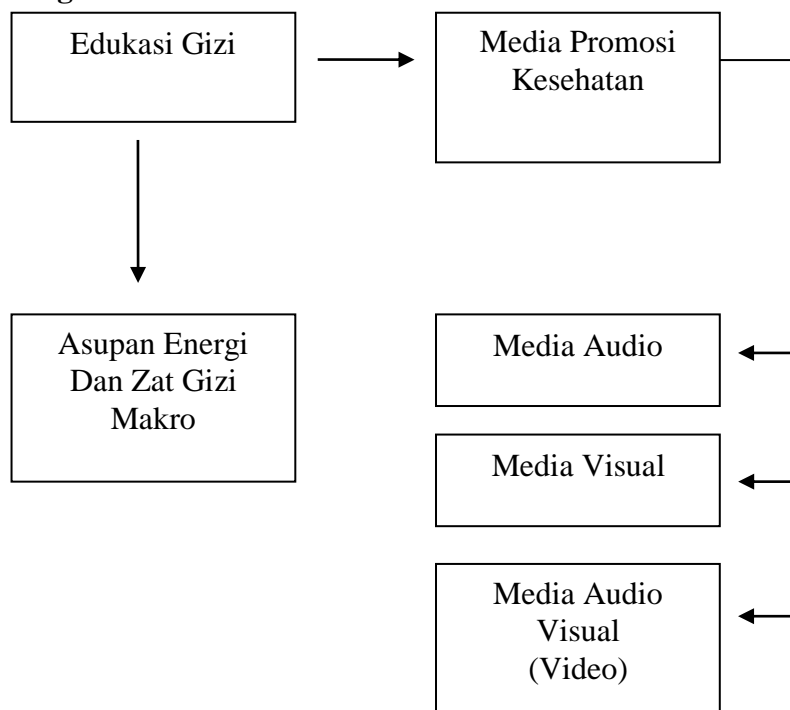 Edukasi Gizi
Media Promosi
Kesehatan
Asupan Energi
Dan Zat Gizi
Makro
Media Audio
Media Visual
Media Audio
Visual
(Video)